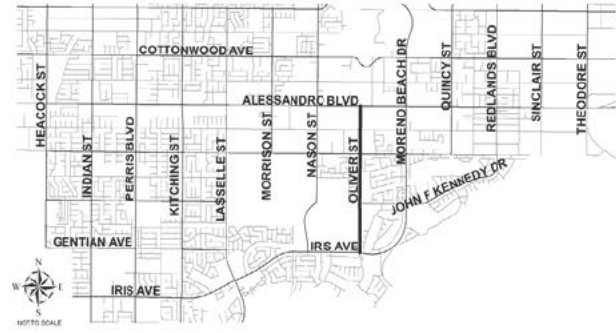 COTTONWOOD AVE
ALESSANDRO BLVD
HEACOCK ST
INDIAN ST
PERRIS BLVD
KITCHING ST
LASSELLE ST
MORRISON ST
NASON ST
OLIVER ST
MORENO BEACH DR
QUINCY ST
REDLANDS BLVD
SINCLAIR ST
THEODORE ST
JOHN F KENNEDY DR
GENTIAN AVE
IRS AVE
IRIS AVE
N
W E
S
NOT TO SCALE